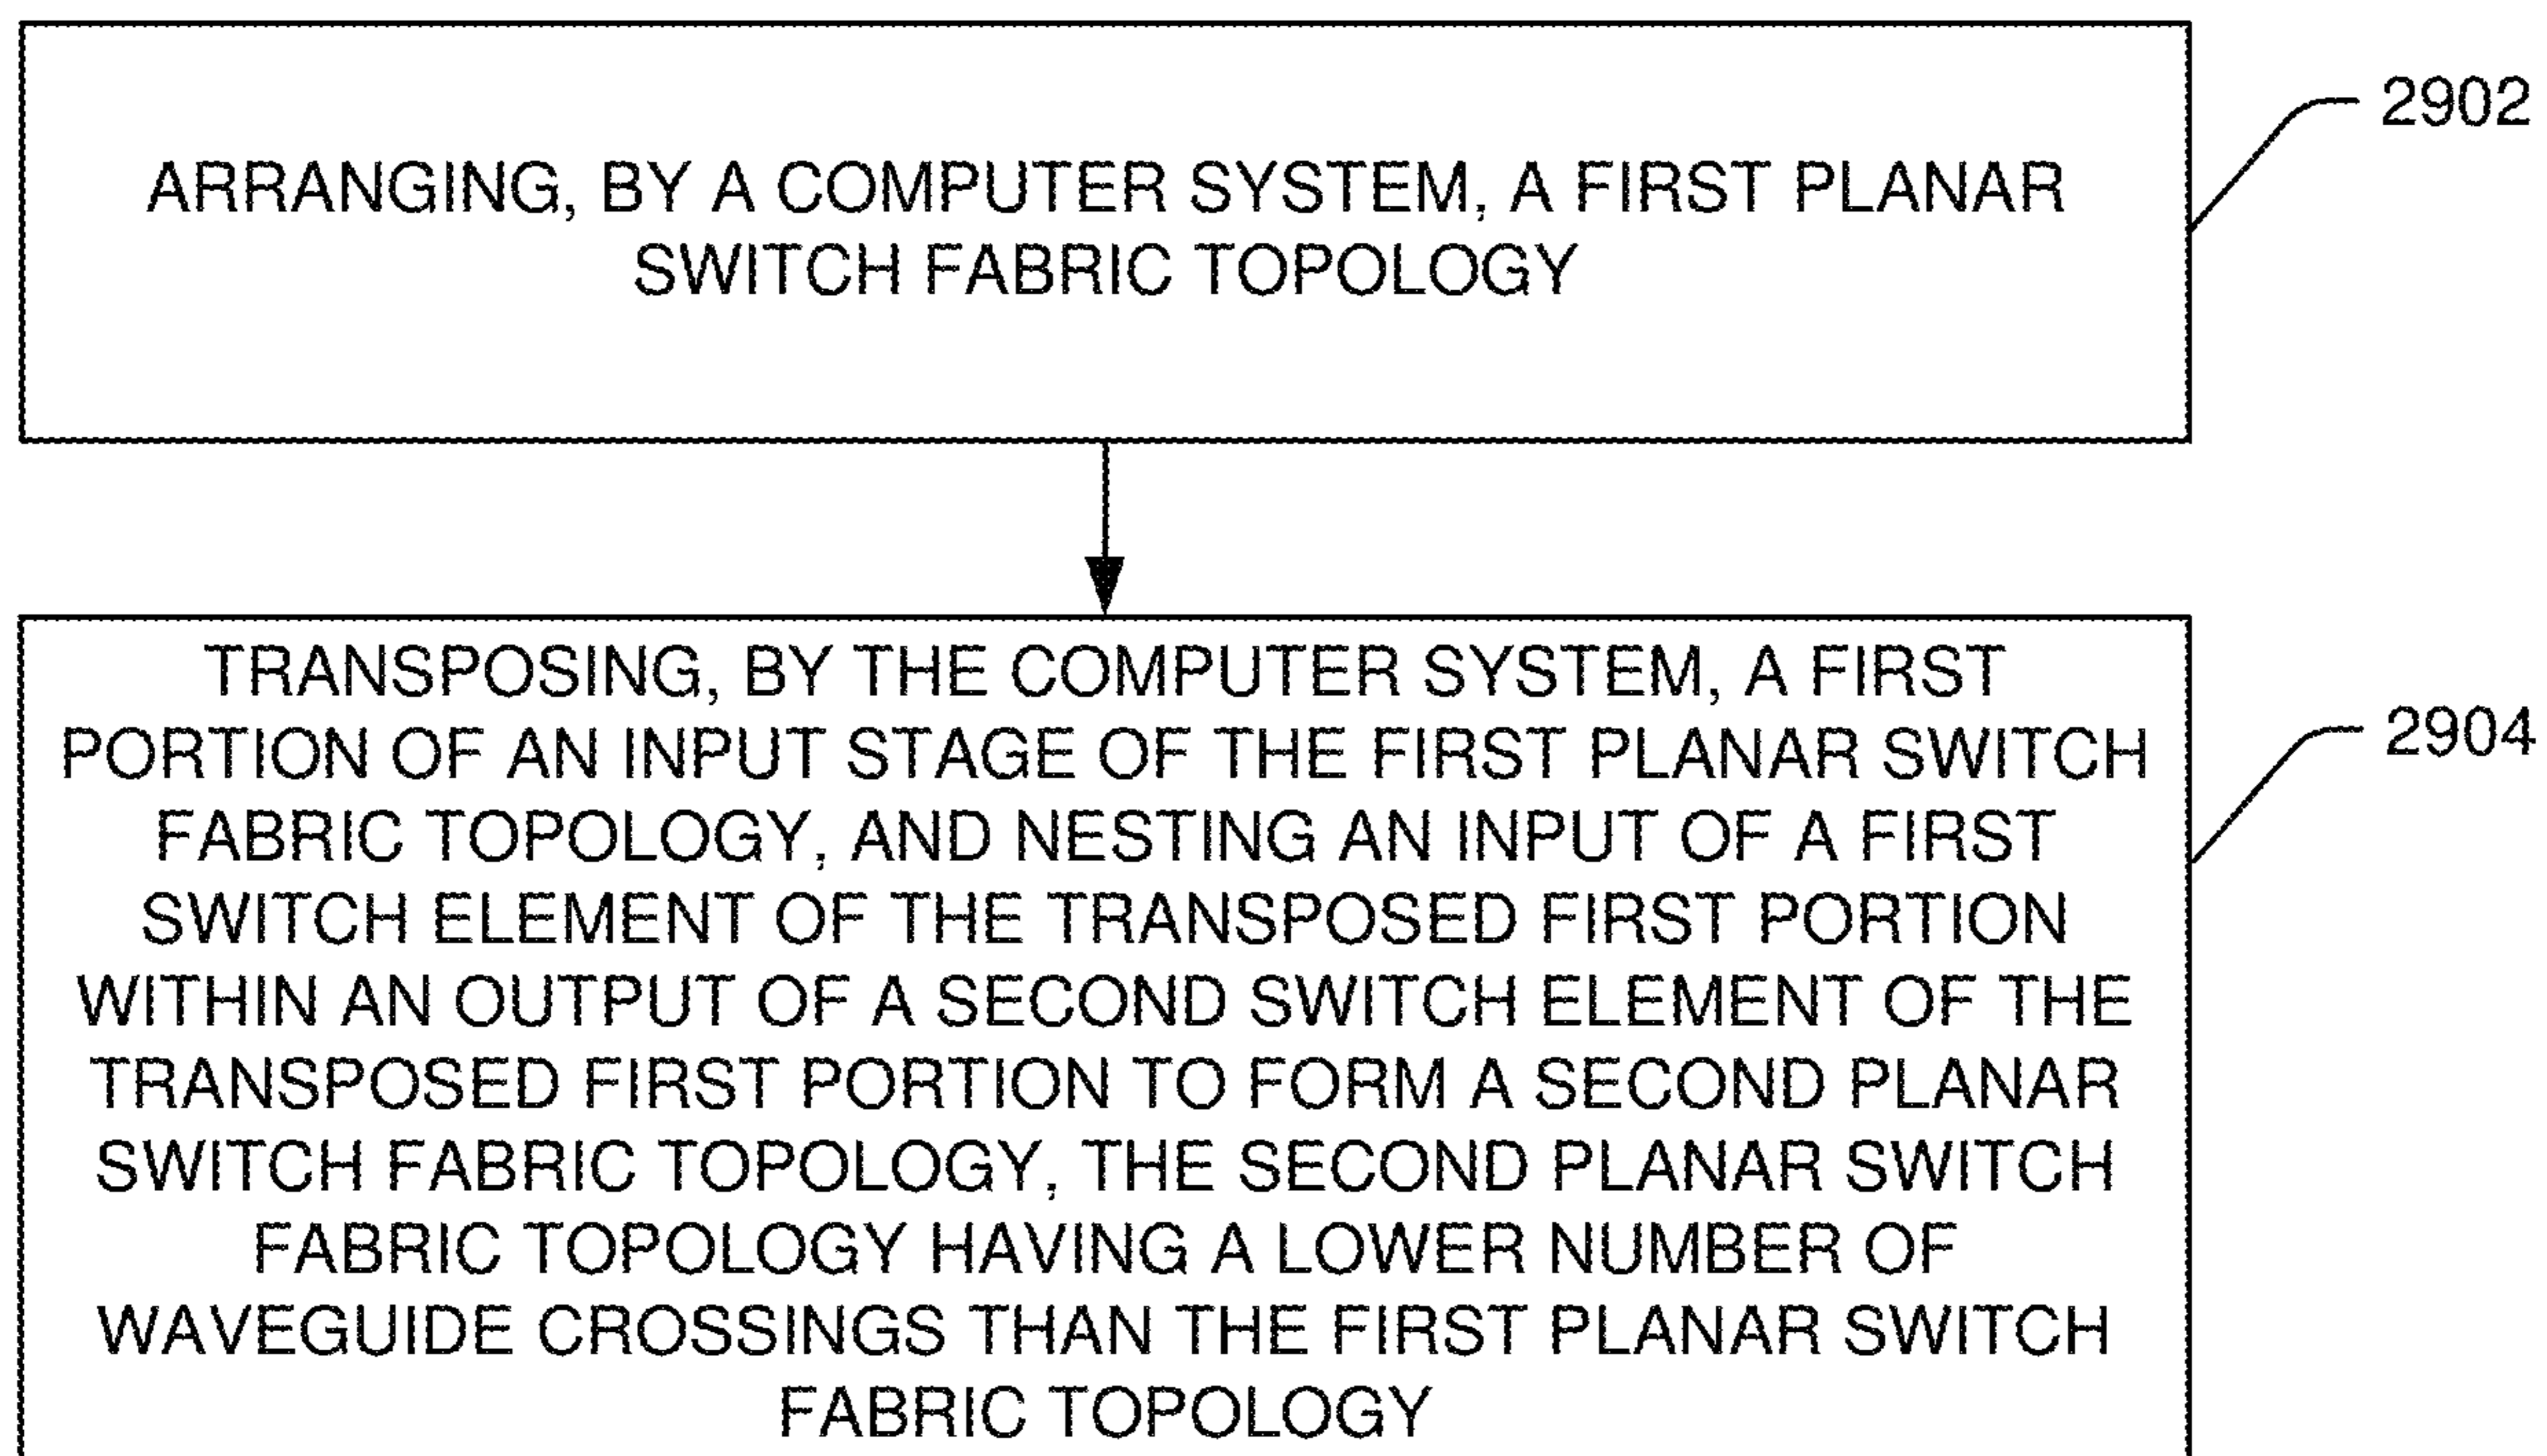 2902
ARRANGING, BY A COMPUTER SYSTEM, A FIRST PLANAR
SWITCH FABRIC TOPOLOGY
TRANSPOSING, BY THE COMPUTER SYSTEM, A FIRST
PORTION OF AN INPUT STAGE OF THE FIRST PLANAR SWITCH
2904
FABRIC TOPOLOGY, AND NESTING AN INPUT OF A FIRST
SWITCH ELEMENT OF THE TRANSPOSED FIRST PORTION
WITHIN AN OUTPUT OF A SECOND SWITCH ELEMENT OF THE
TRANSPOSED FIRST PORTION TO FORM A SECOND PLANAR
SWITCH FABRIC TOPOLOGY, THE SECOND PLANAR SWITCH
FABRIC TOPOLOGY HAVING A LOWER NUMBER OF
WAVEGUIDE CROSSINGS THAN THE FIRST PLANAR SWITCH
FABRIC TOPOLOGY